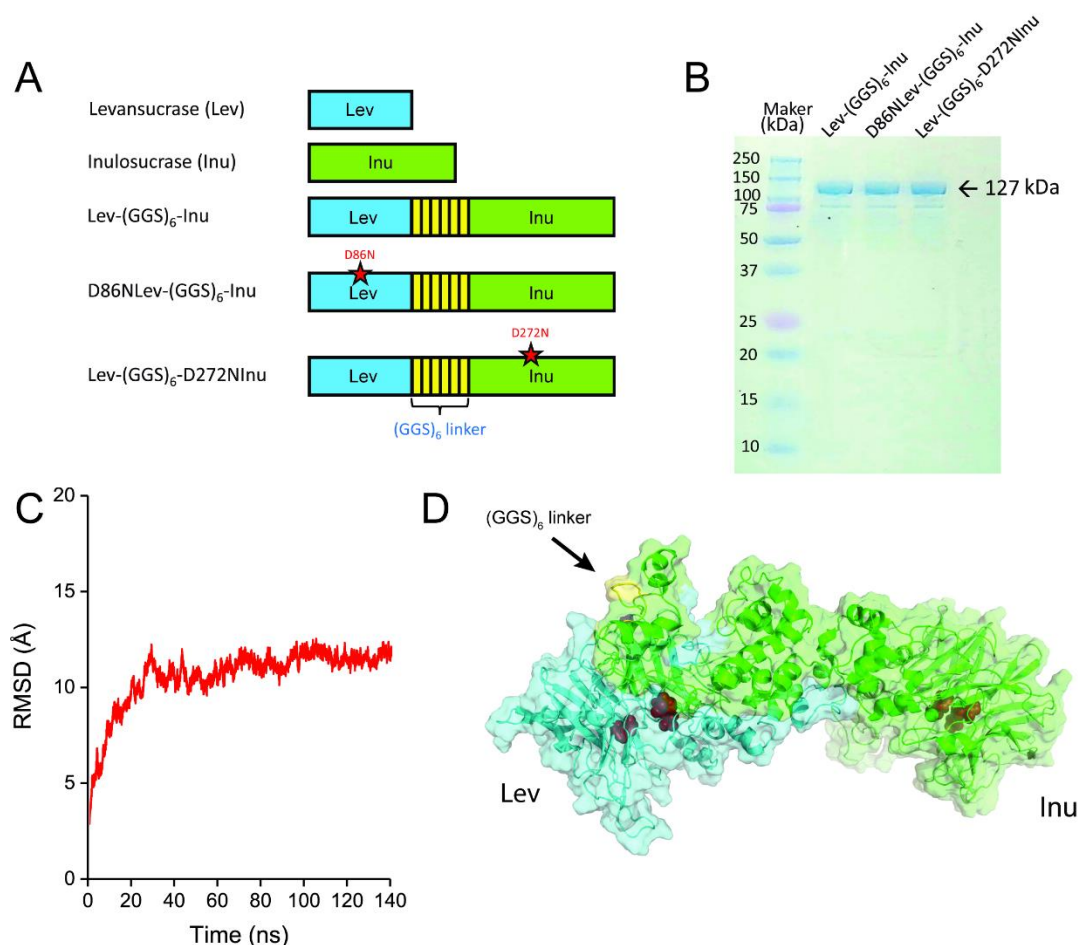 A
Levansucrase (Lev)
Lev
Inulosucrase (Inu)
Inu
Lev-(GGS)6-Inu
Lev
Inu
D86N
D86NLev-(GGS)6-Inu
Lev
Inu
D272N
Lev-(GGS)6-D272NInu
Lev
Inu
(GGS)6 linker
B
Maker
(kDa)
Lev-(GGS)6-Inu
D86NLev-(GGS)6-Inu
Lev-(GGS)6-D272NInu
250
150
100
75
50
37
25
20
15
10
← 127 kDa
C
RMSD (Å)
20
15
10
5
0
0 20 40 60 80 100 120 140
Time (ns)
D
(GGS)6 linker
Lev
Inu